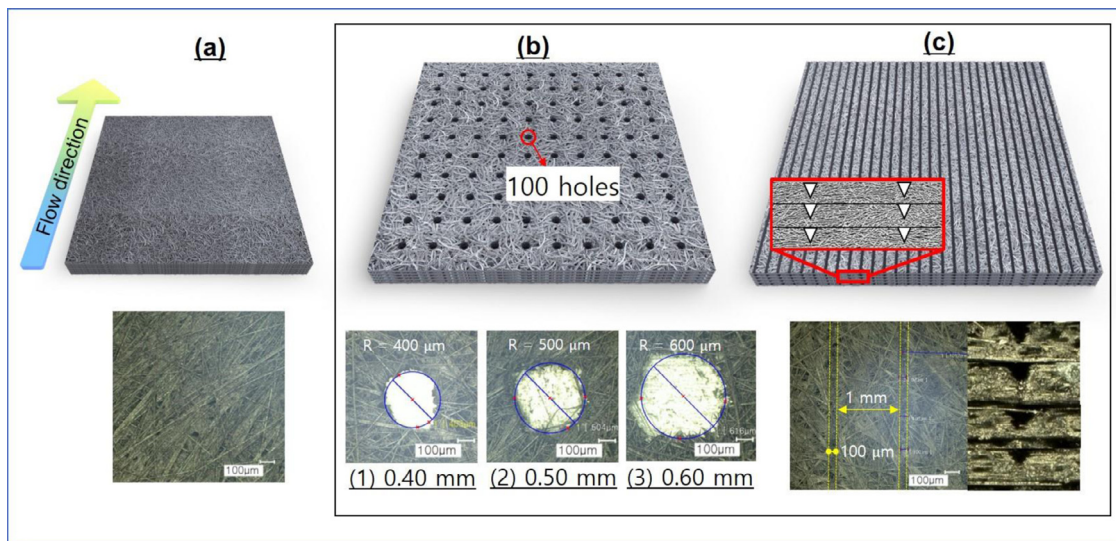 (a)
(b)
(c)
Flow direction
100 holes
R = 400 μm
R = 500 μm
R = 600 μm
1 mm
100 μm
100μm
100μm
100μm
100μm
100μm
(1) 0.40 mm
(2) 0.50 mm
(3) 0.60 mm